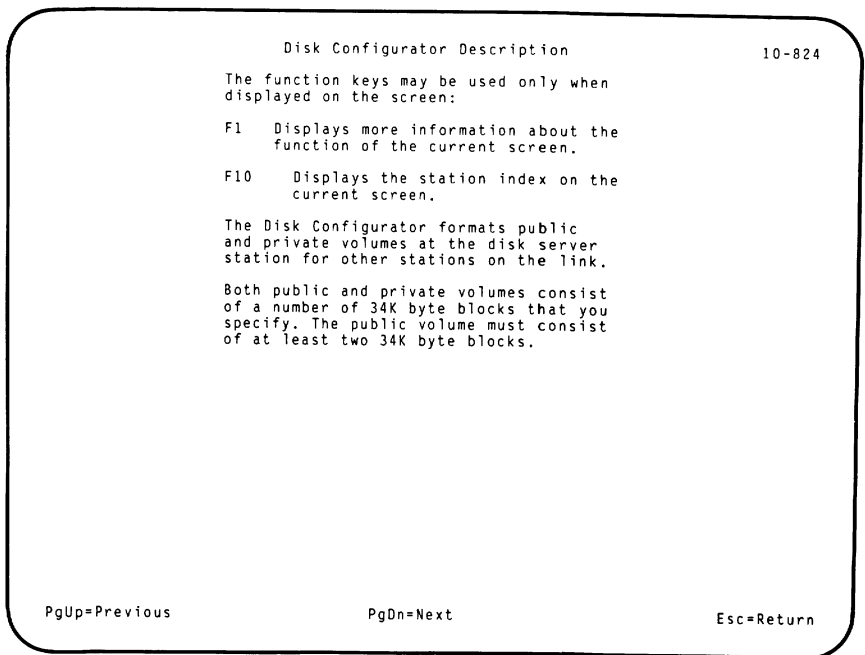 Disk Configurator Description 10-824
The function keys may be used only when
displayed on the screen:
F1 Displays more information about the
function of the current screen.
F10 Displays the station index on the
current screen.
The Disk Configurator formats public
and private volumes at the disk server
station for other stations on the link.
Both public and private volumes consist
of a number of 34K byte blocks that you
specify. The public volume must consist
of at least two 34K byte blocks.
PgUp=Previous PgDn=Next Esc=Return